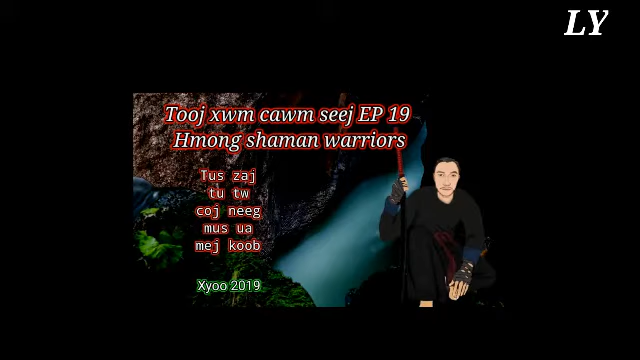 LY
Tooj xwm cawm seej EP 19
Hmong shaman warriors
Tus zaj
tu tw
coj neeg
mus ua
mej koob
Xyoo 2019